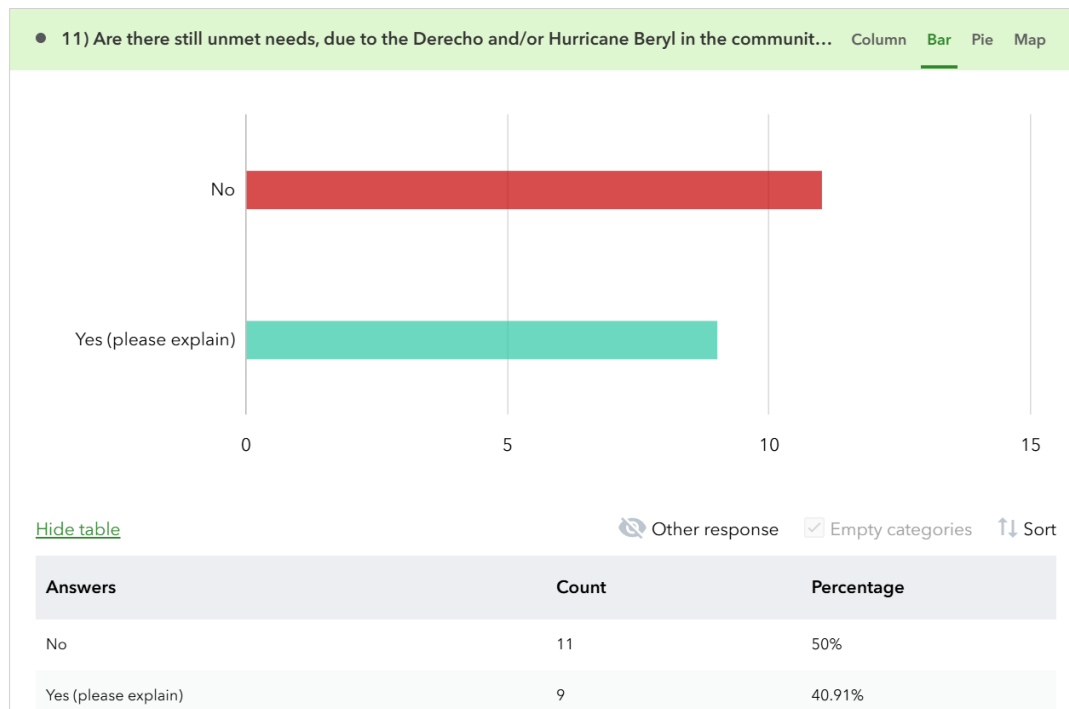 11) Are there still unmet needs, due to the Derecho and/or Hurricane Beryl in the communit... Column Bar Pie Map
No
Yes (please explain)
0 5 10 15
Hide table Other response Empty categories Sort
Answers Count Percentage
No 11 50%
Yes (please explain) 9 40.91%